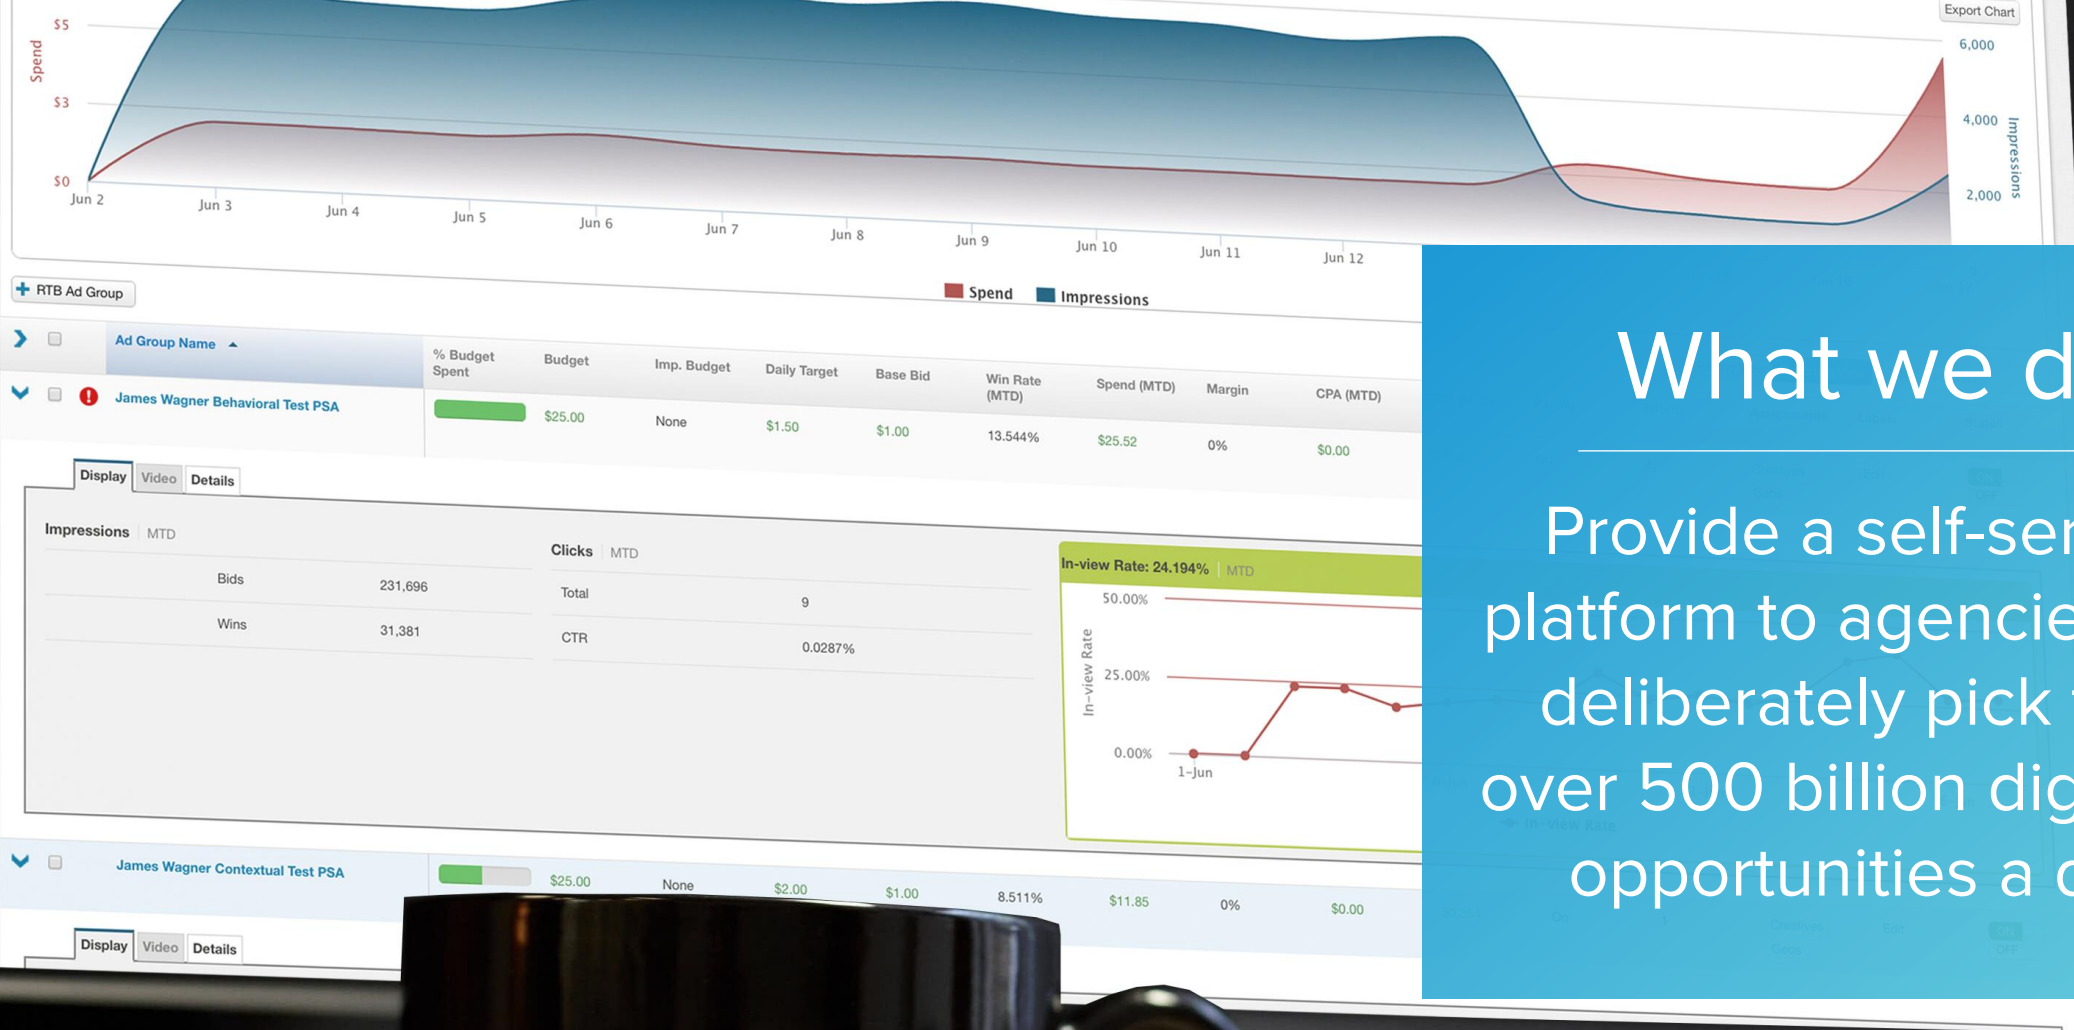 Export Chart
$5
$3
$0
Spend
6,000
4,000
2,000
Impressions
Jun 2
Jun 3
Jun 4
Jun 5
Jun 6
Jun 7
Jun 8
Jun 9
Jun 10
Jun 11
Jun 12
Spend Impressions
RTB Ad Group
Ad Group Name
% Budget
Spent
Budget
Imp. Budget
Daily Target
Base Bid
Win Rate
(MTD)
Spend (MTD)
Margin
CPA (MTD)
James Wagner Behavioral Test PSA
$25.00
None
$1.50
$1.00
13.544%
$25.52
0%
$0.00
Display Video Details
Impressions MTD
Bids 231,696
Wins 31,381
Clicks MTD
Total 9
CTR 0.0287%
In-view Rate: 24.194% MTD
50.00%
25.00%
0.00%
In-view Rate
1-Jun
In-view Rate
James Wagner Contextual Test PSA
$25.00
None
$2.00
$1.00
8.511%
$11.85
0%
$0.00
Display Video Details
What we d
Provide a self-ser
platform to agencie
deliberately pick
over 500 billion dig
opportunities a